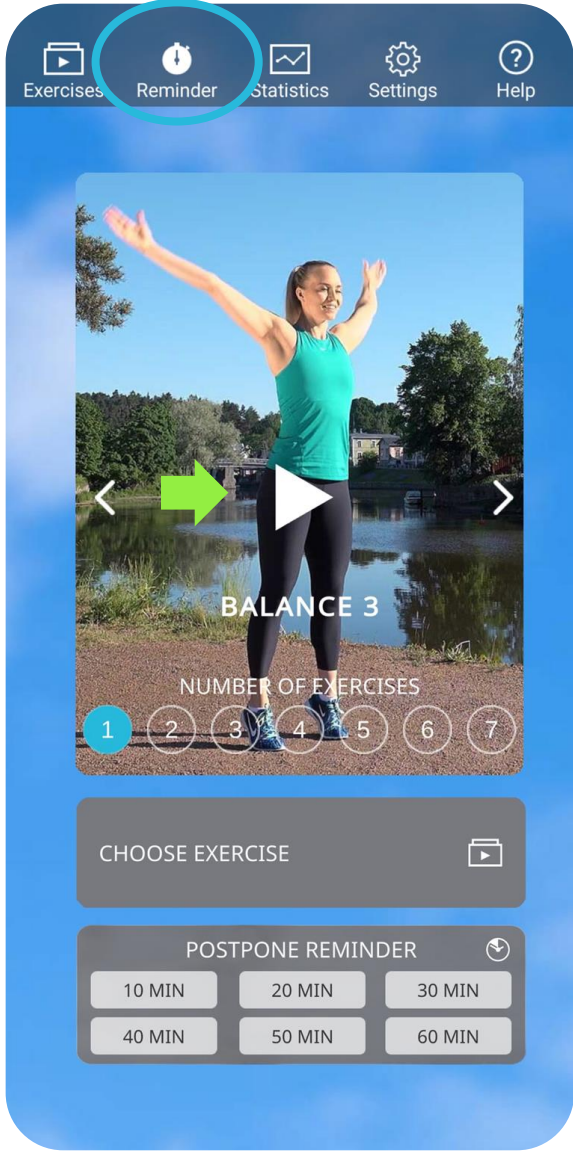 Exercises Reminder Statistics Settings Help
?
BALANCE 3
NUMBER OF EXERCISES
1 2 3 4 5 6 7
CHOOSE EXERCISE
POSTPONE REMINDER
10 MIN 20 MIN 30 MIN
40 MIN 50 MIN 60 MIN